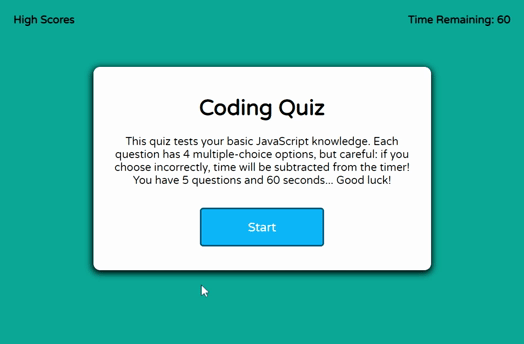 High Scores
Time Remaining: 60
Coding Quiz
This quiz tests your basic JavaScript knowledge. Each
question has 4 multiple-choice options, but careful: if you
choose incorrectly, time will be subtracted from the timer!
You have 5 questions and 60 seconds... Good luck!
Start